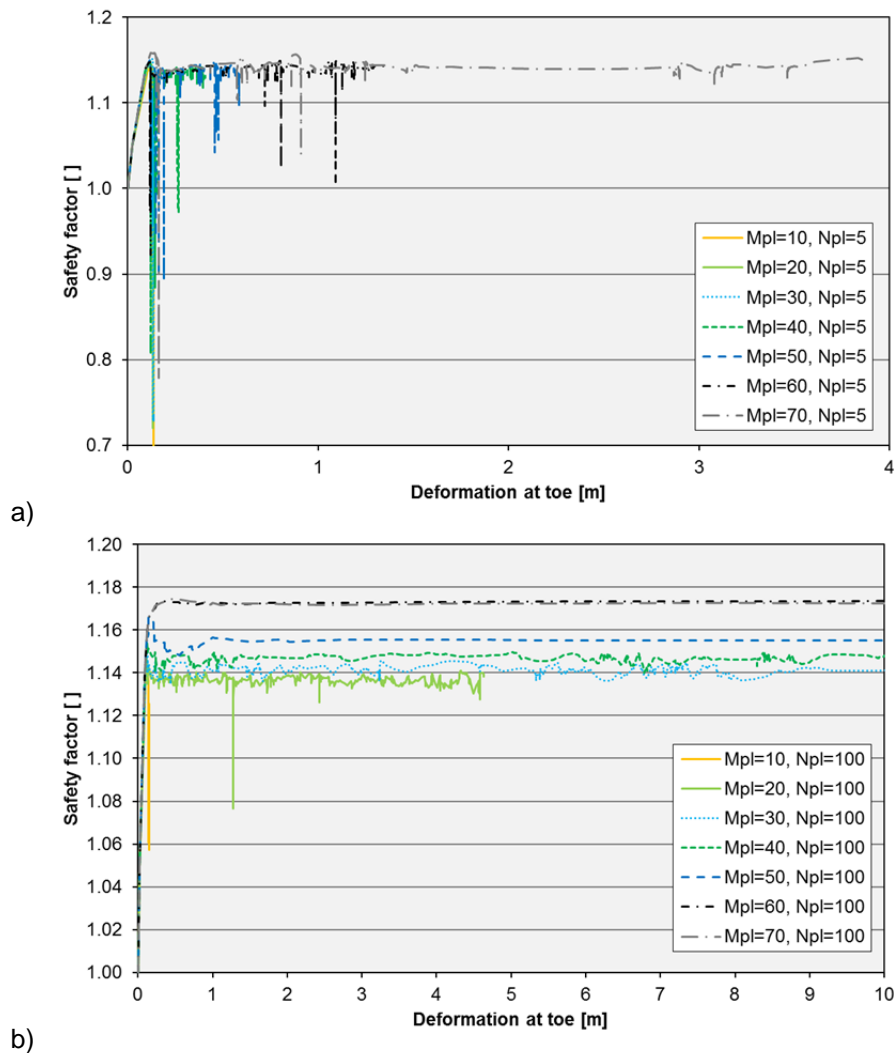 1.2
1.1
1.0
0.9
0.8
0.7
Safety factor [ ]
Mpl=10, Npl=5
Mpl=20, Npl=5
Mpl=30, Npl=5
Mpl=40, Npl=5
Mpl=50, Npl=5
Mpl=60, Npl=5
Mpl=70, Npl=5
0 1 2 3 4
Deformation at toe [m]
a)
1.20
1.18
1.16
1.14
1.12
1.10
1.08
1.06
1.04
1.02
1.00
Safety factor [ ]
Mpl=10, Npl=100
Mpl=20, Npl=100
Mpl=30, Npl=100
Mpl=40, Npl=100
Mpl=50, Npl=100
Mpl=60, Npl=100
Mpl=70, Npl=100
0 1 2 3 4 5 6 7 8 9 10
Deformation at toe [m]
b)